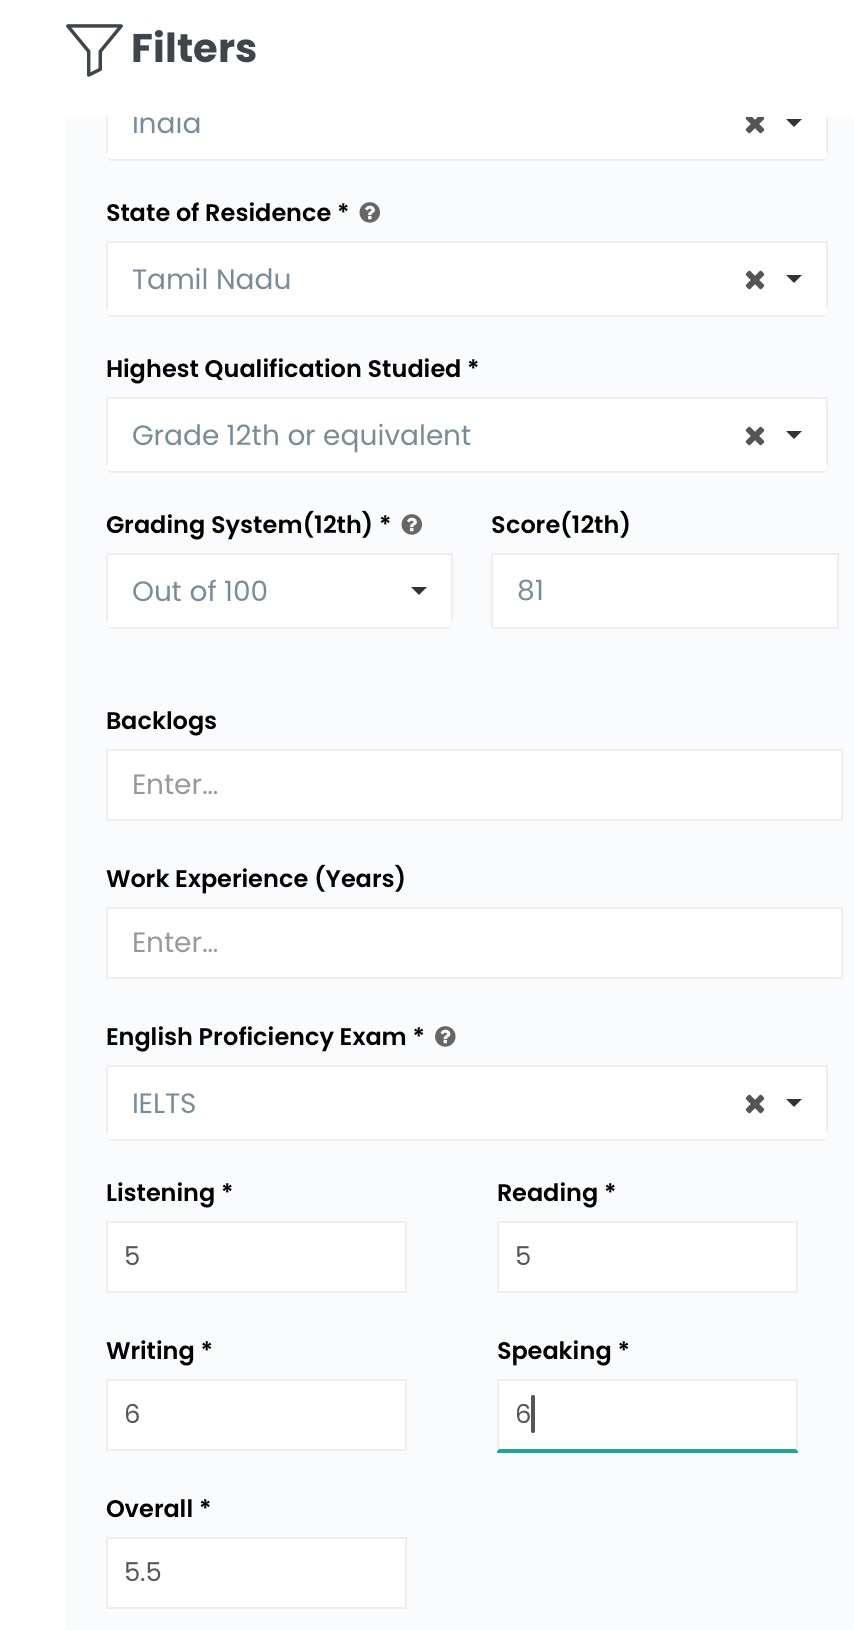 Filters
India
State of Residence *
Tamil Nadu
Highest Qualification Studied *
Grade 12th or equivalent
Grading System(12th) * Score(12th)
Out of 100 81
Backlogs
Enter...
Work Experience (Years)
Enter...
English Proficiency Exam *
IELTS
Listening * Reading *
5 5
Writing * Speaking *
6 6
Overall *
5.5